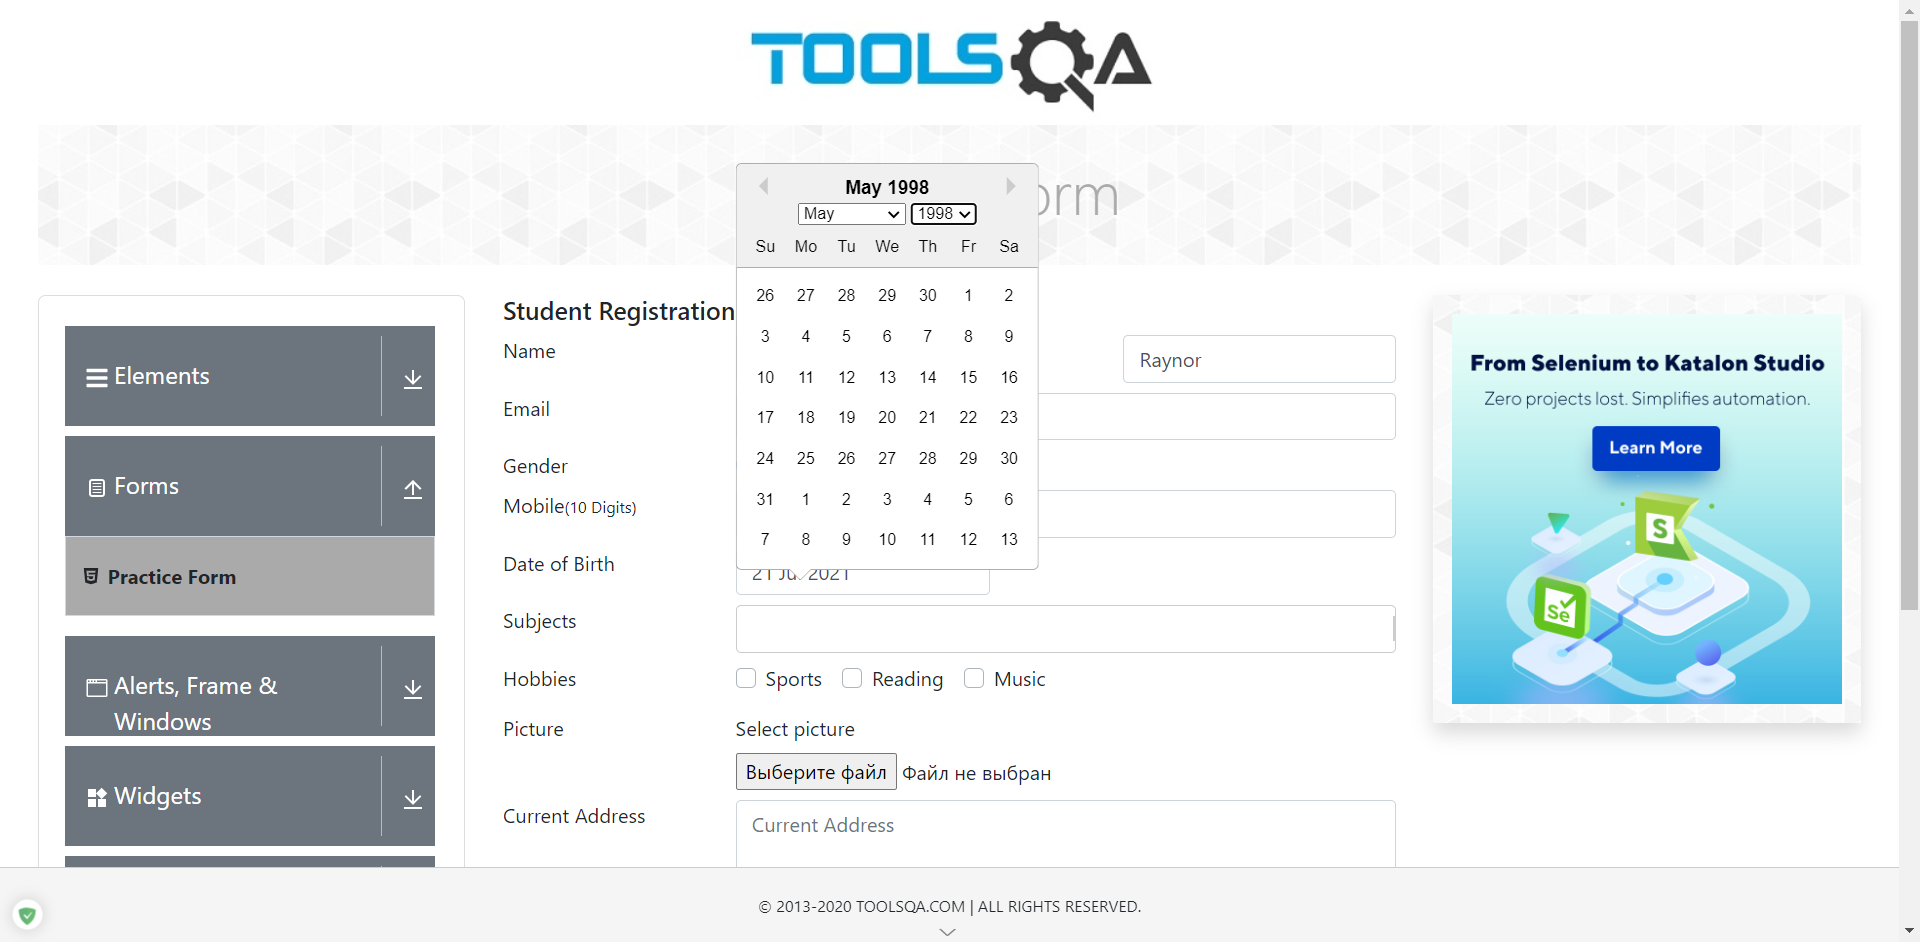 TOOLSQA
orm
May 1998
May 1998
Su Mo Tu We Th Fr Sa
26 27 28 29 30 1 2
3 4 5 6 7 8 9
10 11 12 13 14 15 16
17 18 19 20 21 22 23
24 25 26 27 28 29 30
31 1 2 3 4 5 6
7 8 9 10 11 12 13
Elements
Forms
Practice Form
Alerts, Frame &
Windows
Widgets
Student Registration
Name
Raynor
Email
Gender
Mobile(10 Digits)
Date of Birth
21 Ju 2021
Subjects
Hobbies
Sports Reading Music
Picture
Select picture
Выберите файл Файл не выбран
Current Address
Current Address
From Selenium to Katalon Studio
Zero projects lost. Simplifies automation.
Learn More
S
Se
© 2013-2020 TOOLSQA.COM | ALL RIGHTS RESERVED.